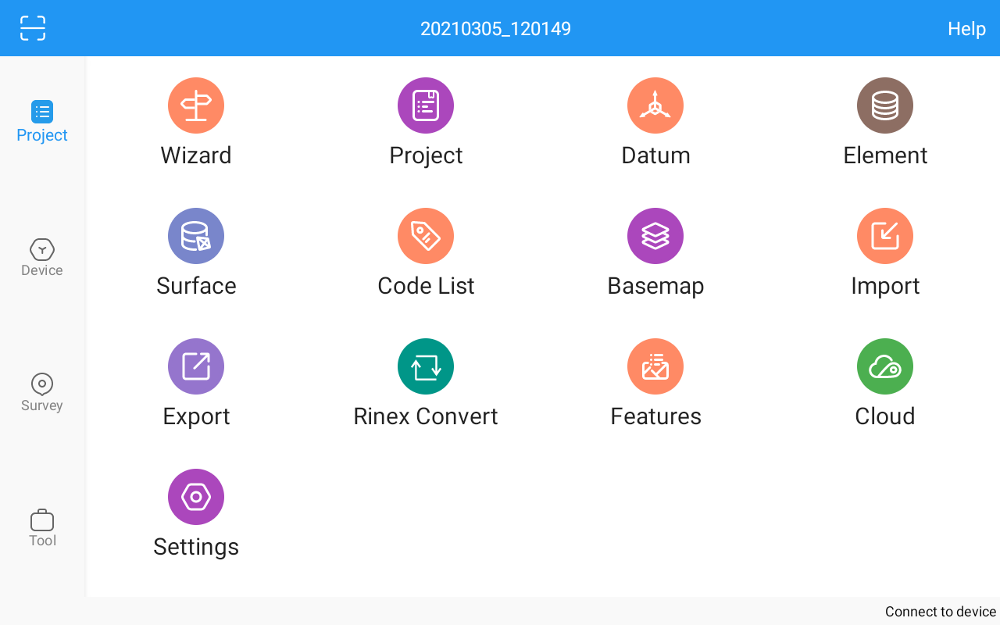 20210305_120149
Help
Project
Device
Survey
Tool
Wizard
Project
Datum
Element
Surface
Code List
Basemap
Import
Export
Rinex Convert
Features
Cloud
Settings
Connect to device